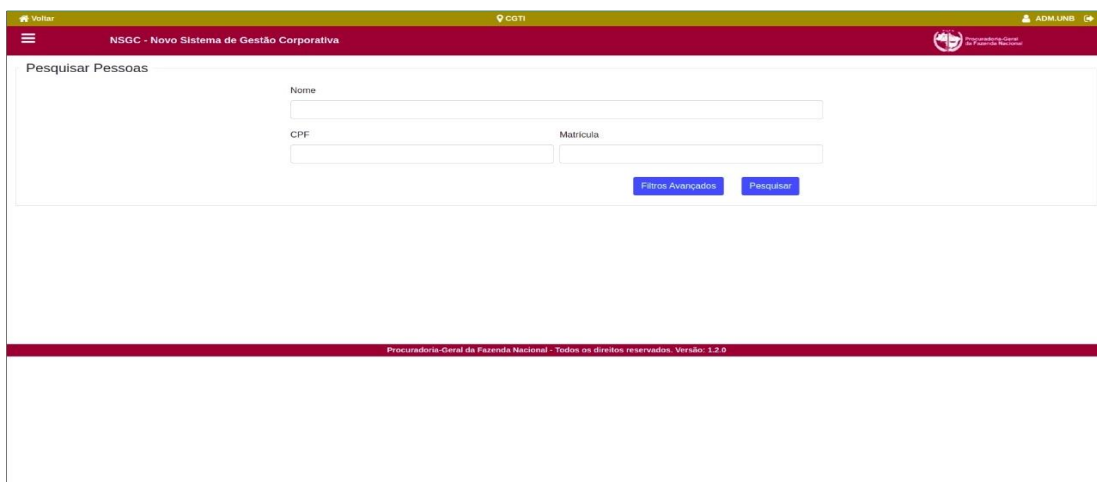 Voltar CGTI ADM.UNB
NSGC - Novo Sistema de Gestão Corporativa
Procuradoria-Geral
da Fazenda Nacional
Pesquisar Pessoas
Nome
CPF Matrícula
Filtros Avançados Pesquisar
Procuradoria-Geral da Fazenda Nacional - Todos os direitos reservados. Versão: 1.2.0